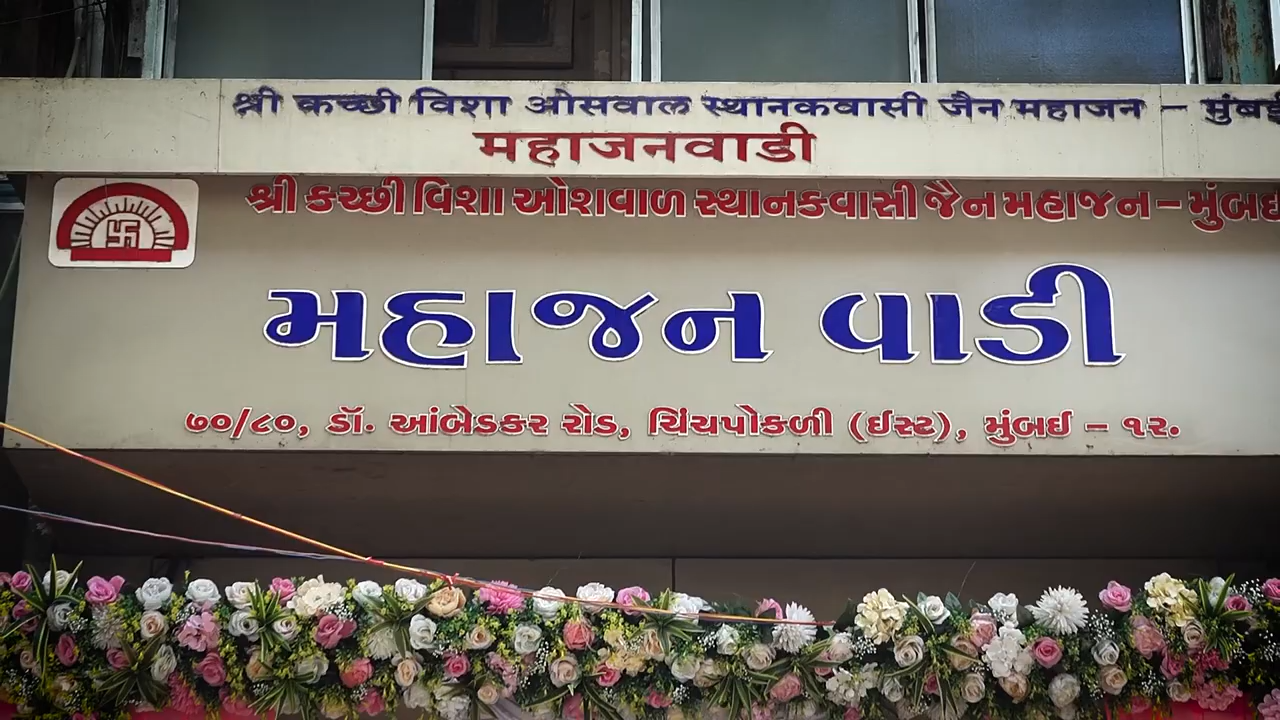 श्री कच्छी विशा ओसवाल स्थानकवासी जैन महाजन – मुंबई
महाजनवाडी
શ્રી કચ્છી વિશા ઓશવાળ સ્થાનકવાસી જૈન મહાજન – મુંબઈ
મહાજન વાડી
૭૦/૮૦, ડૉ. આંબેડકર રોડ, ચિંચપોકળી (ઈસ્ટ), મુંબઈ – ૧૨.